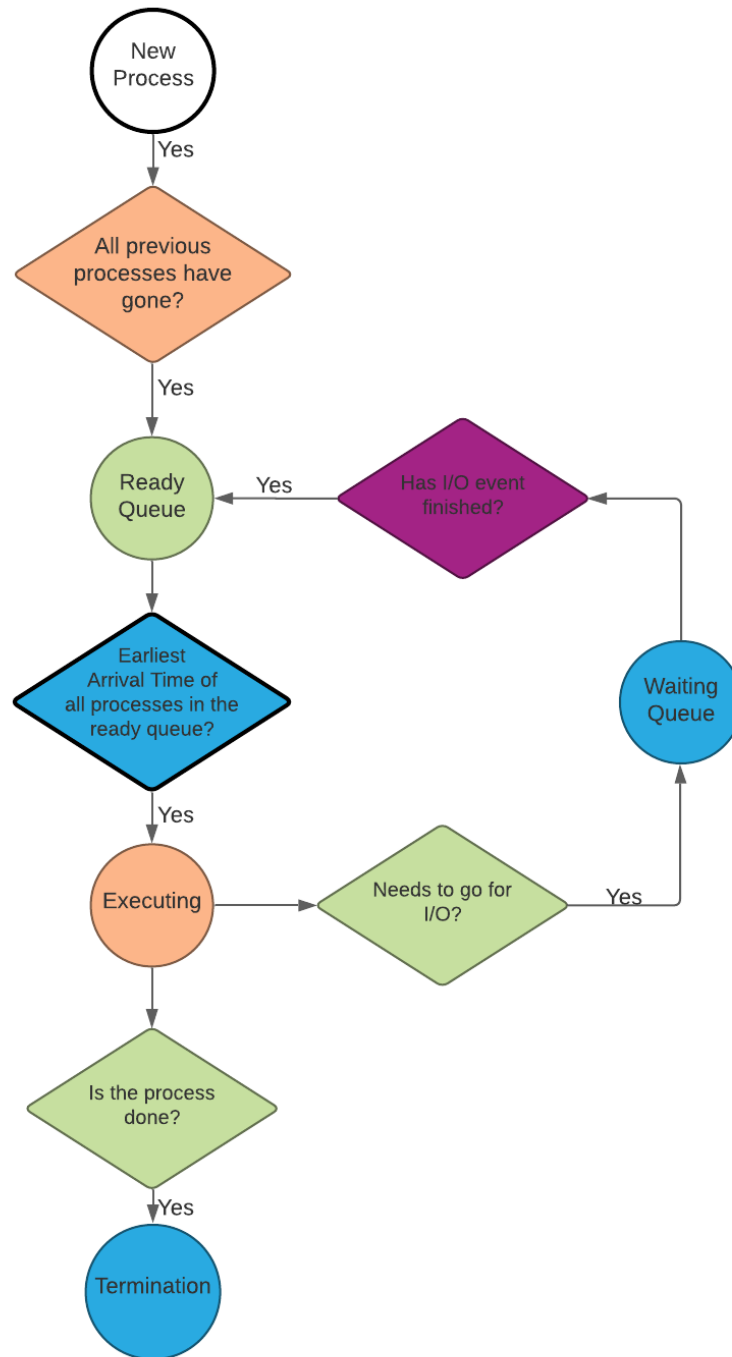 New
Process
Yes
All previous
processes have
gone?
Yes
Ready
Queue
Yes
Has I/O event
finished?
Earliest
Arrival Time of
all processes in the
ready queue?
Waiting
Queue
Yes
Executing
Needs to go for
I/O?
Yes
Is the process
done?
Yes
Termination